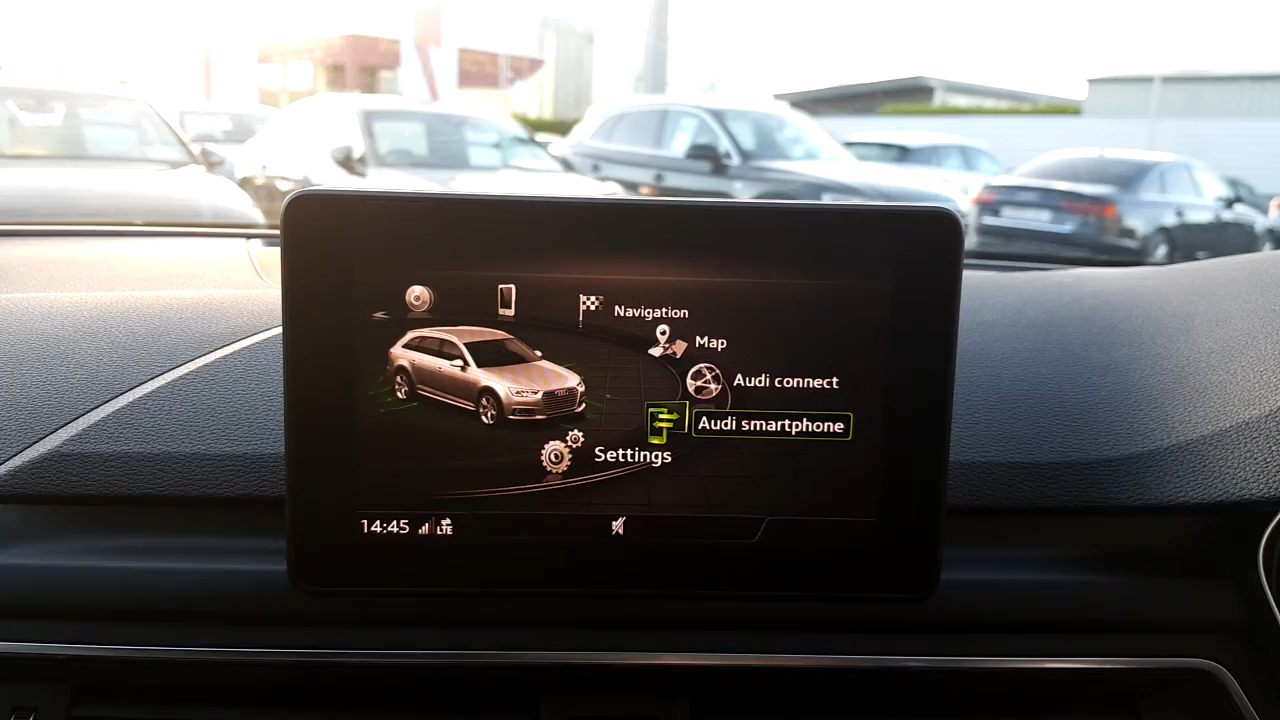 Navigation
Map
Audi connect
Audi smartphone
Settings
14:45 LTE